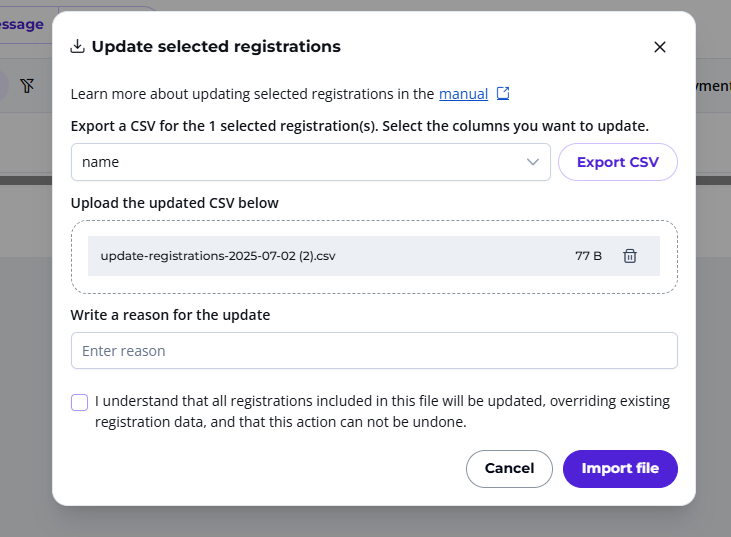 essage
Update selected registrations
yment
Learn more about updating selected registrations in the manual
Export a CSV for the 1 selected registration(s). Select the columns you want to update.
name
Export CSV
Upload the updated CSV below
update-registrations-2025-07-02 (2).csv 77 B
Write a reason for the update
Enter reason
I understand that all registrations included in this file will be updated, overriding existing
registration data, and that this action can not be undone.
Cancel
Import file